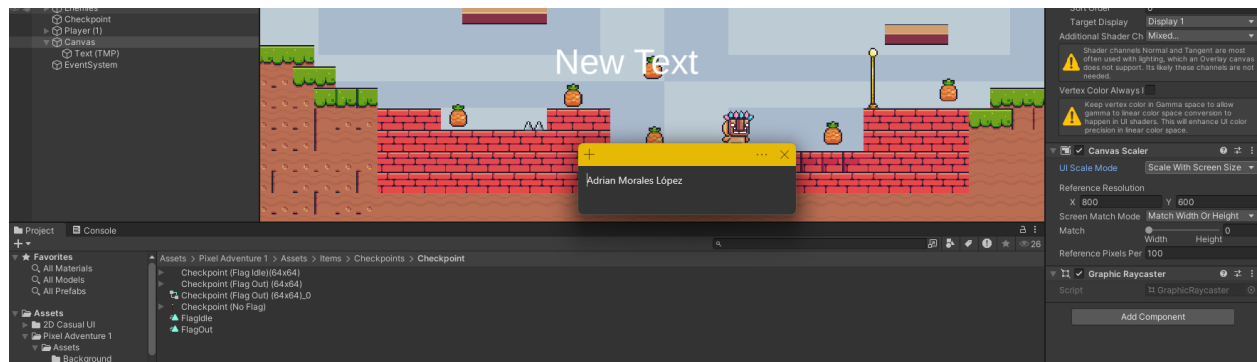 Enemies
Checkpoint
Player (1)
Canvas
Text (TMP)
EventSystem
New Text
Adrian Morales López
Sort Order 0
Target Display Display 1
Additional Shader Ch Mixed...
Shader channels Normal and Tangent are most
often used with lighting, which an Overlay canvas
does not support. Its likely these channels are not
needed.
Vertex Color Always I
Keep vertex color in Gamma space to allow
gamma to linear color space conversion to
happen in UI shaders. This will enhance UI color
precision in linear color space.
Canvas Scaler
UI Scale Mode Scale With Screen Size
Reference Resolution
X 800 Y 600
Screen Match Mode Match Width Or Height
Match 0
Width Height
Reference Pixels Per 100
Graphic Raycaster
Script GraphicRaycaster
Add Component
Project Console
26
Favorites
All Materials
All Models
All Prefabs
Assets
2D Casual UI
Pixel Adventure 1
Assets
Background
Assets > Pixel Adventure 1 > Assets > Items > Checkpoints > Checkpoint
Checkpoint (Flag Idle)(64x64)
Checkpoint (Flag Out) (64x64)
Checkpoint (Flag Out) (64x64)_0
Checkpoint (No Flag)
FlagIdle
FlagOut